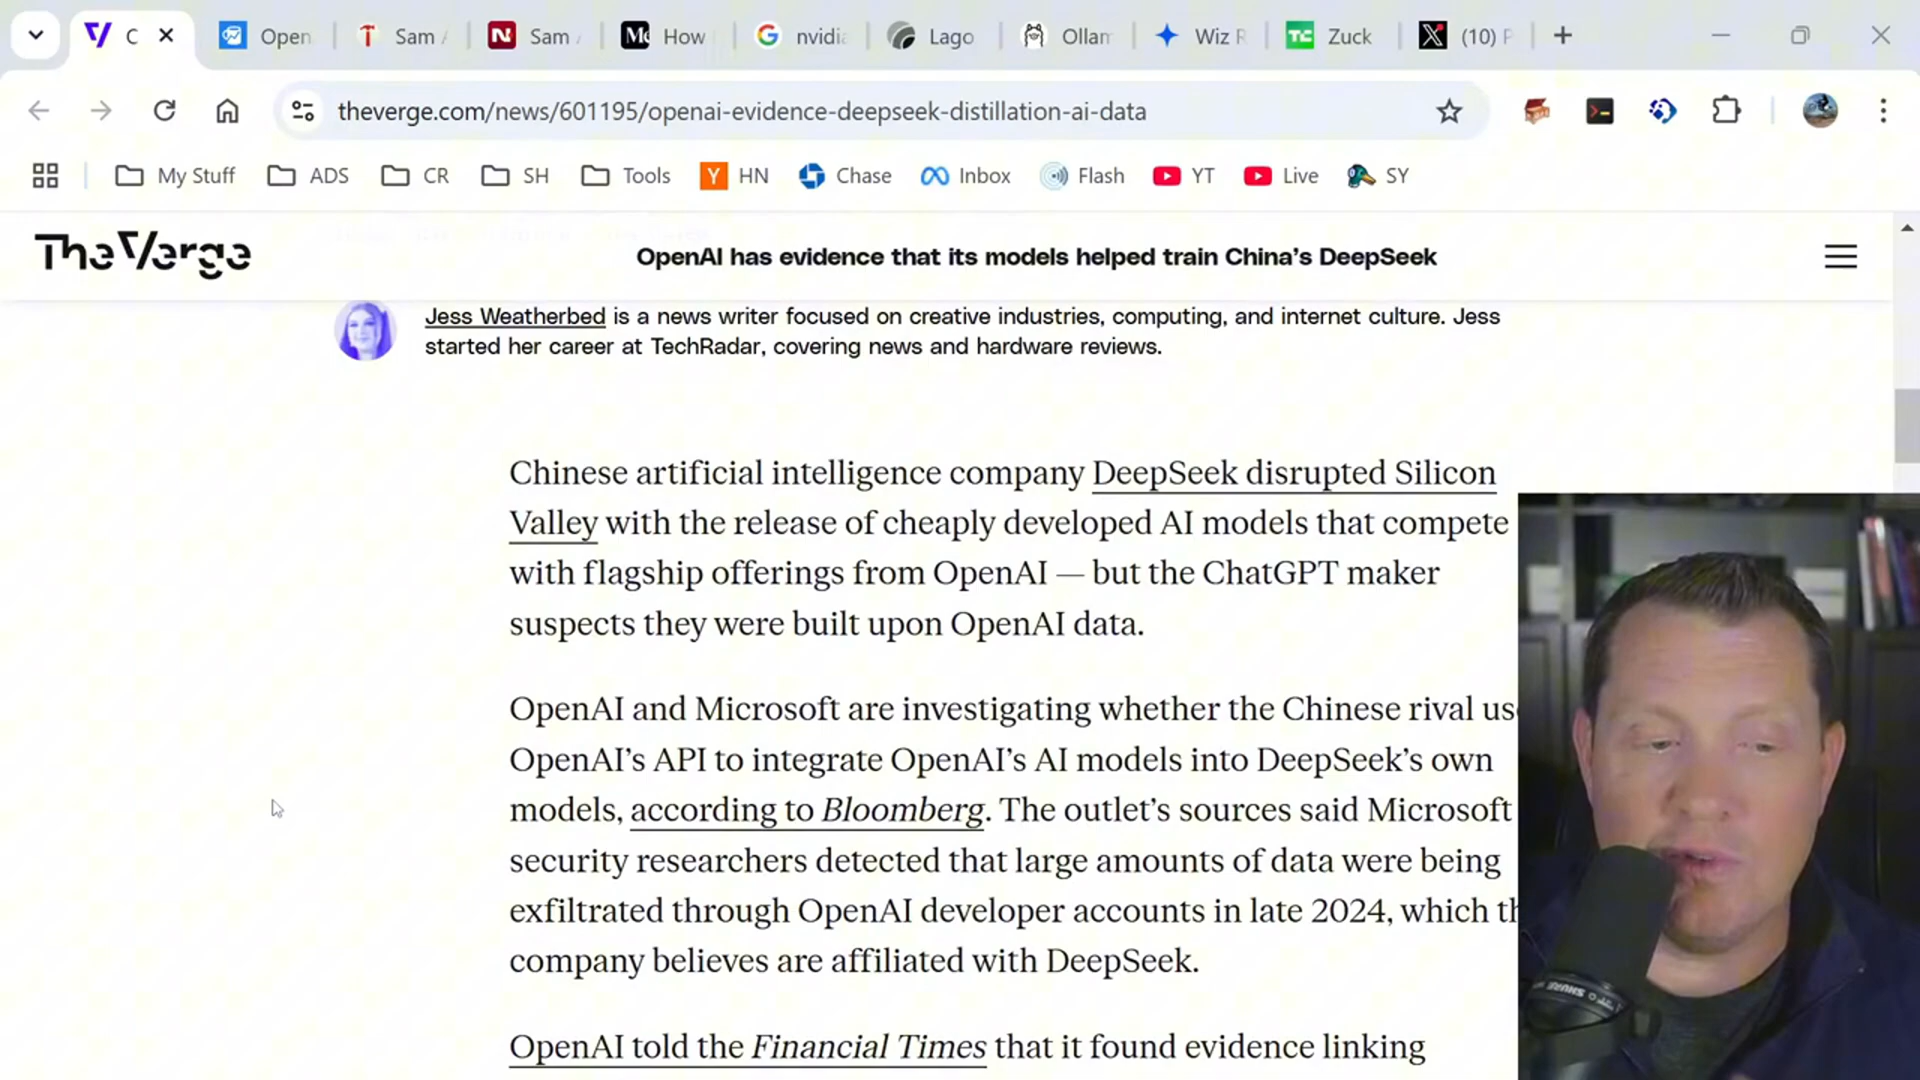 C
Open
Sam
Sam
How
nvidi
Lago
Ollam
Wiz R
Zuck
(10) P
theverge.com/news/601195/openai-evidence-deepseek-distillation-ai-data
My Stuff
ADS
CR
SH
Tools
HN
Chase
Inbox
Flash
YT
Live
SY
The Verge
OpenAI has evidence that its models helped train China's DeepSeek
Jess Weatherbed is a news writer focused on creative industries, computing, and internet culture. Jess
started her career at TechRadar, covering news and hardware reviews.
Chinese artificial intelligence company DeepSeek disrupted Silicon
Valley with the release of cheaply developed AI models that compete
with flagship offerings from OpenAI — but the ChatGPT maker
suspects they were built upon OpenAI data.
OpenAI and Microsoft are investigating whether the Chinese rival us
OpenAI's API to integrate OpenAI's AI models into DeepSeek's own
models, according to Bloomberg. The outlet's sources said Microsoft
security researchers detected that large amounts of data were being
exfiltrated through OpenAI developer accounts in late 2024, which th
company believes are affiliated with DeepSeek.
OpenAI told the Financial Times that it found evidence linking
SHURE